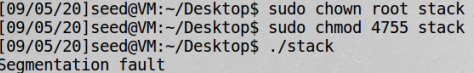 [09/05/20]seed@VM:~/Desktop$ sudo chown root stack
[09/05/20]seed@VM:~/Desktop$ sudo chmod 4755 stack
[09/05/20]seed@VM:~/Desktop$ ./stack
Segmentation fault